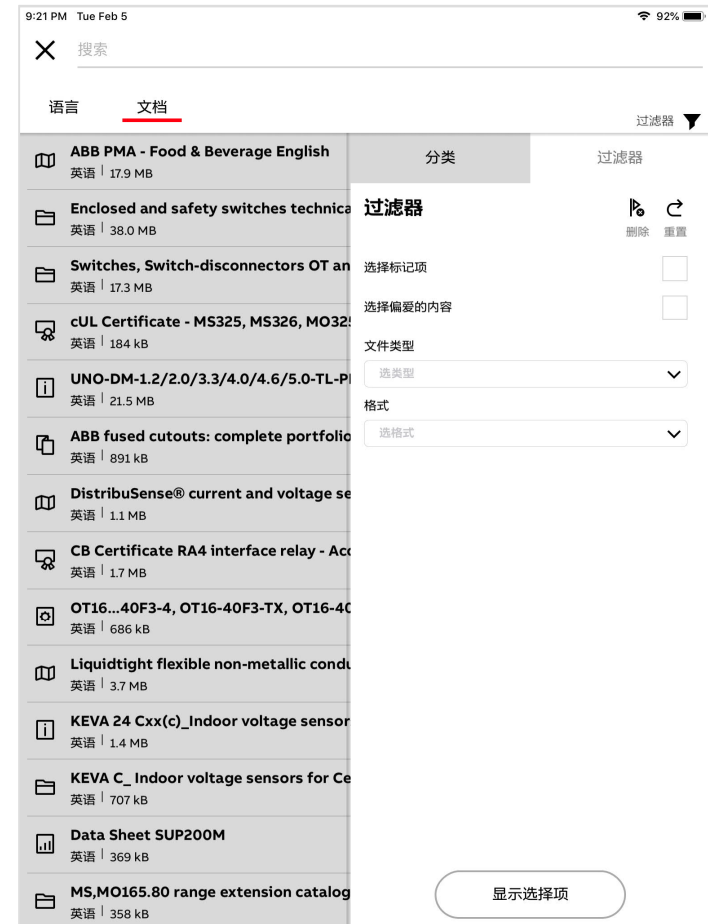 9:21 PM Tue Feb 5
92%
搜索
语言 文档
过滤器
ABB PMA - Food & Beverage English
英语 | 17.9 MB
Enclosed and safety switches technica
英语 | 38.0 MB
Switches, Switch-disconnectors OT an
英语 | 17.3 MB
cUL Certificate - MS325, MS326, MO325
英语 | 184 kB
UNO-DM-1.2/2.0/3.3/4.0/4.6/5.0-TL-Pl
英语 | 21.5 MB
ABB fused cutouts: complete portfolio
英语 | 891 kB
DistribuSense® current and voltage se
英语 | 1.1 MB
CB Certificate RA4 interface relay - Acc
英语 | 1.7 MB
OT16...40F3-4, OT16-40F3-TX, OT16-40
英语 | 686 kB
Liquidtight flexible non-metallic condu
英语 | 3.7 MB
KEVA 24 Cxx(c)_Indoor voltage sensor
英语 | 1.4 MB
KEVA C_ Indoor voltage sensors for Ce
英语 | 707 kB
Data Sheet SUP200M
英语 | 369 kB
MS,MO165.80 range extension catalog
英语 | 358 kB
分类 过滤器
过滤器
删除 重置
选择标记项
选择偏爱的内容
文件类型
选类型
格式
选格式
显示选择项